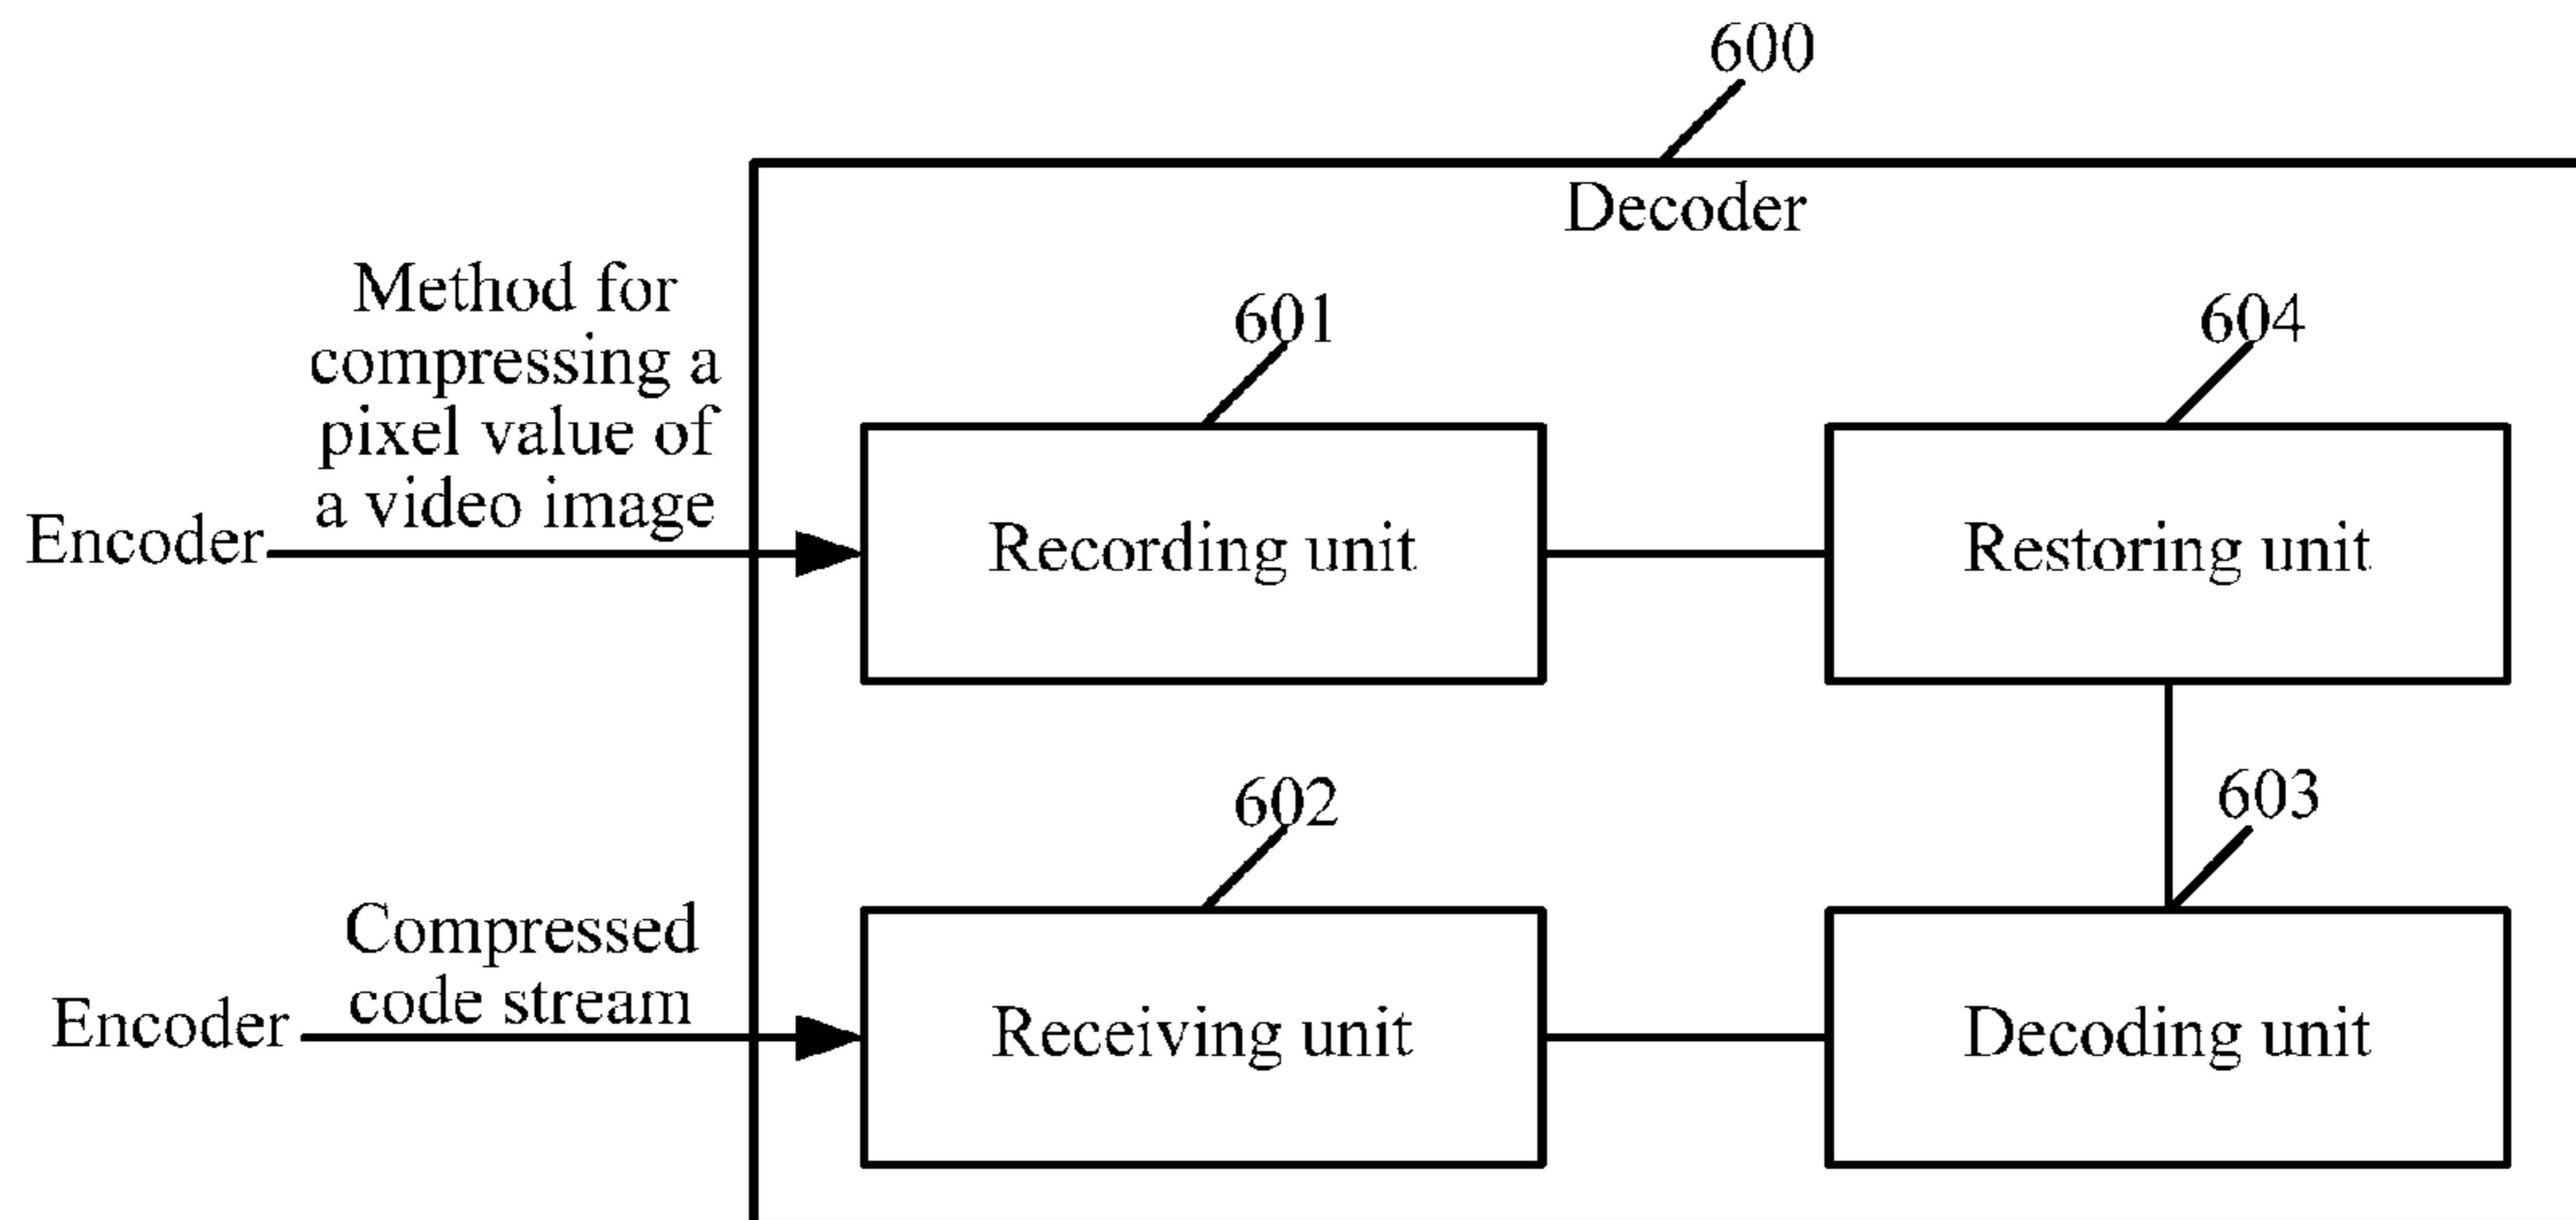 600
Decoder
Method for
compressing a
pixel value of
a video image
Encoder
601
Recording unit
604
Restoring unit
Compressed
code stream
Encoder
602
Receiving unit
603
Decoding unit